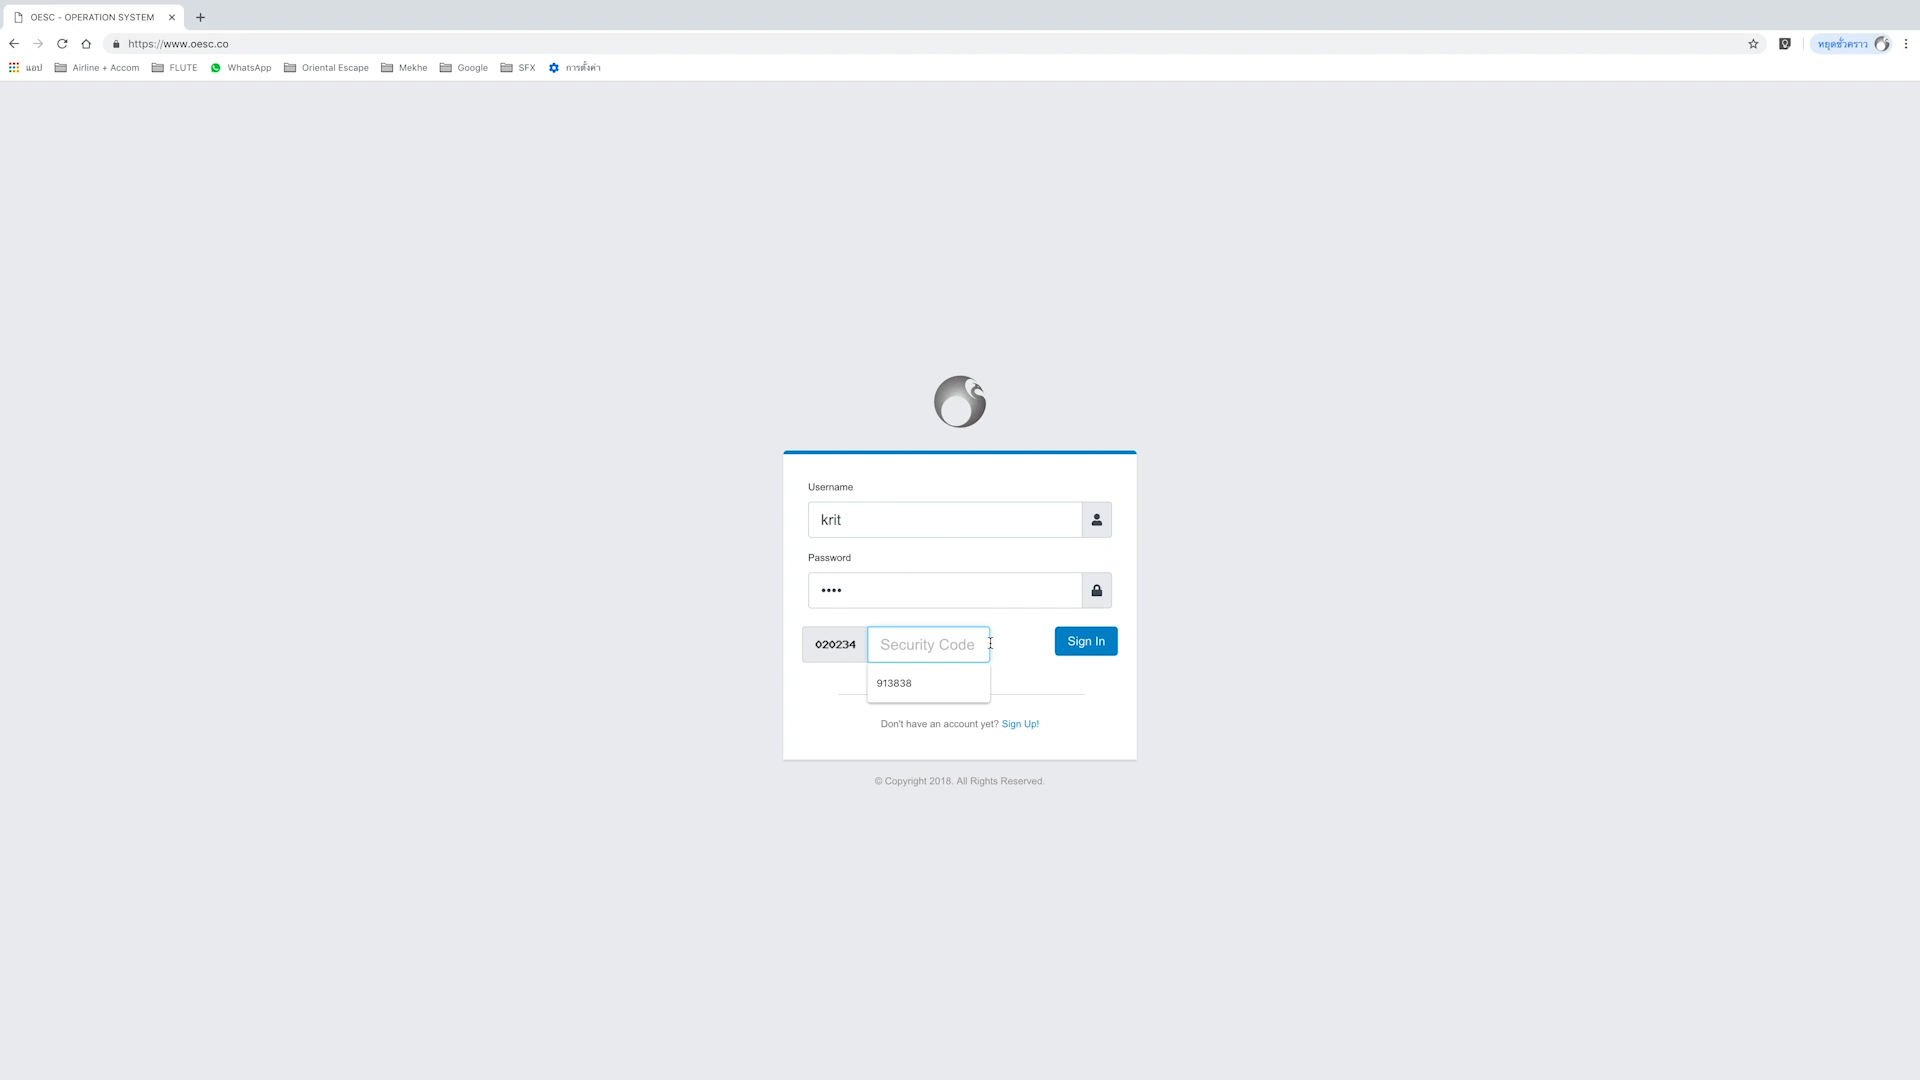 OESC - OPERATION SYSTEM
https://www.oesc.co
หยุดชั่วคราว
แอป Airline + Accom FLUTE WhatsApp Oriental Escape Mekhe Google SFX การตั้งค่า
Username
krit
Password
••••
020234 Security Code Sign In
913838
Don't have an account yet? Sign Up!
© Copyright 2018. All Rights Reserved.